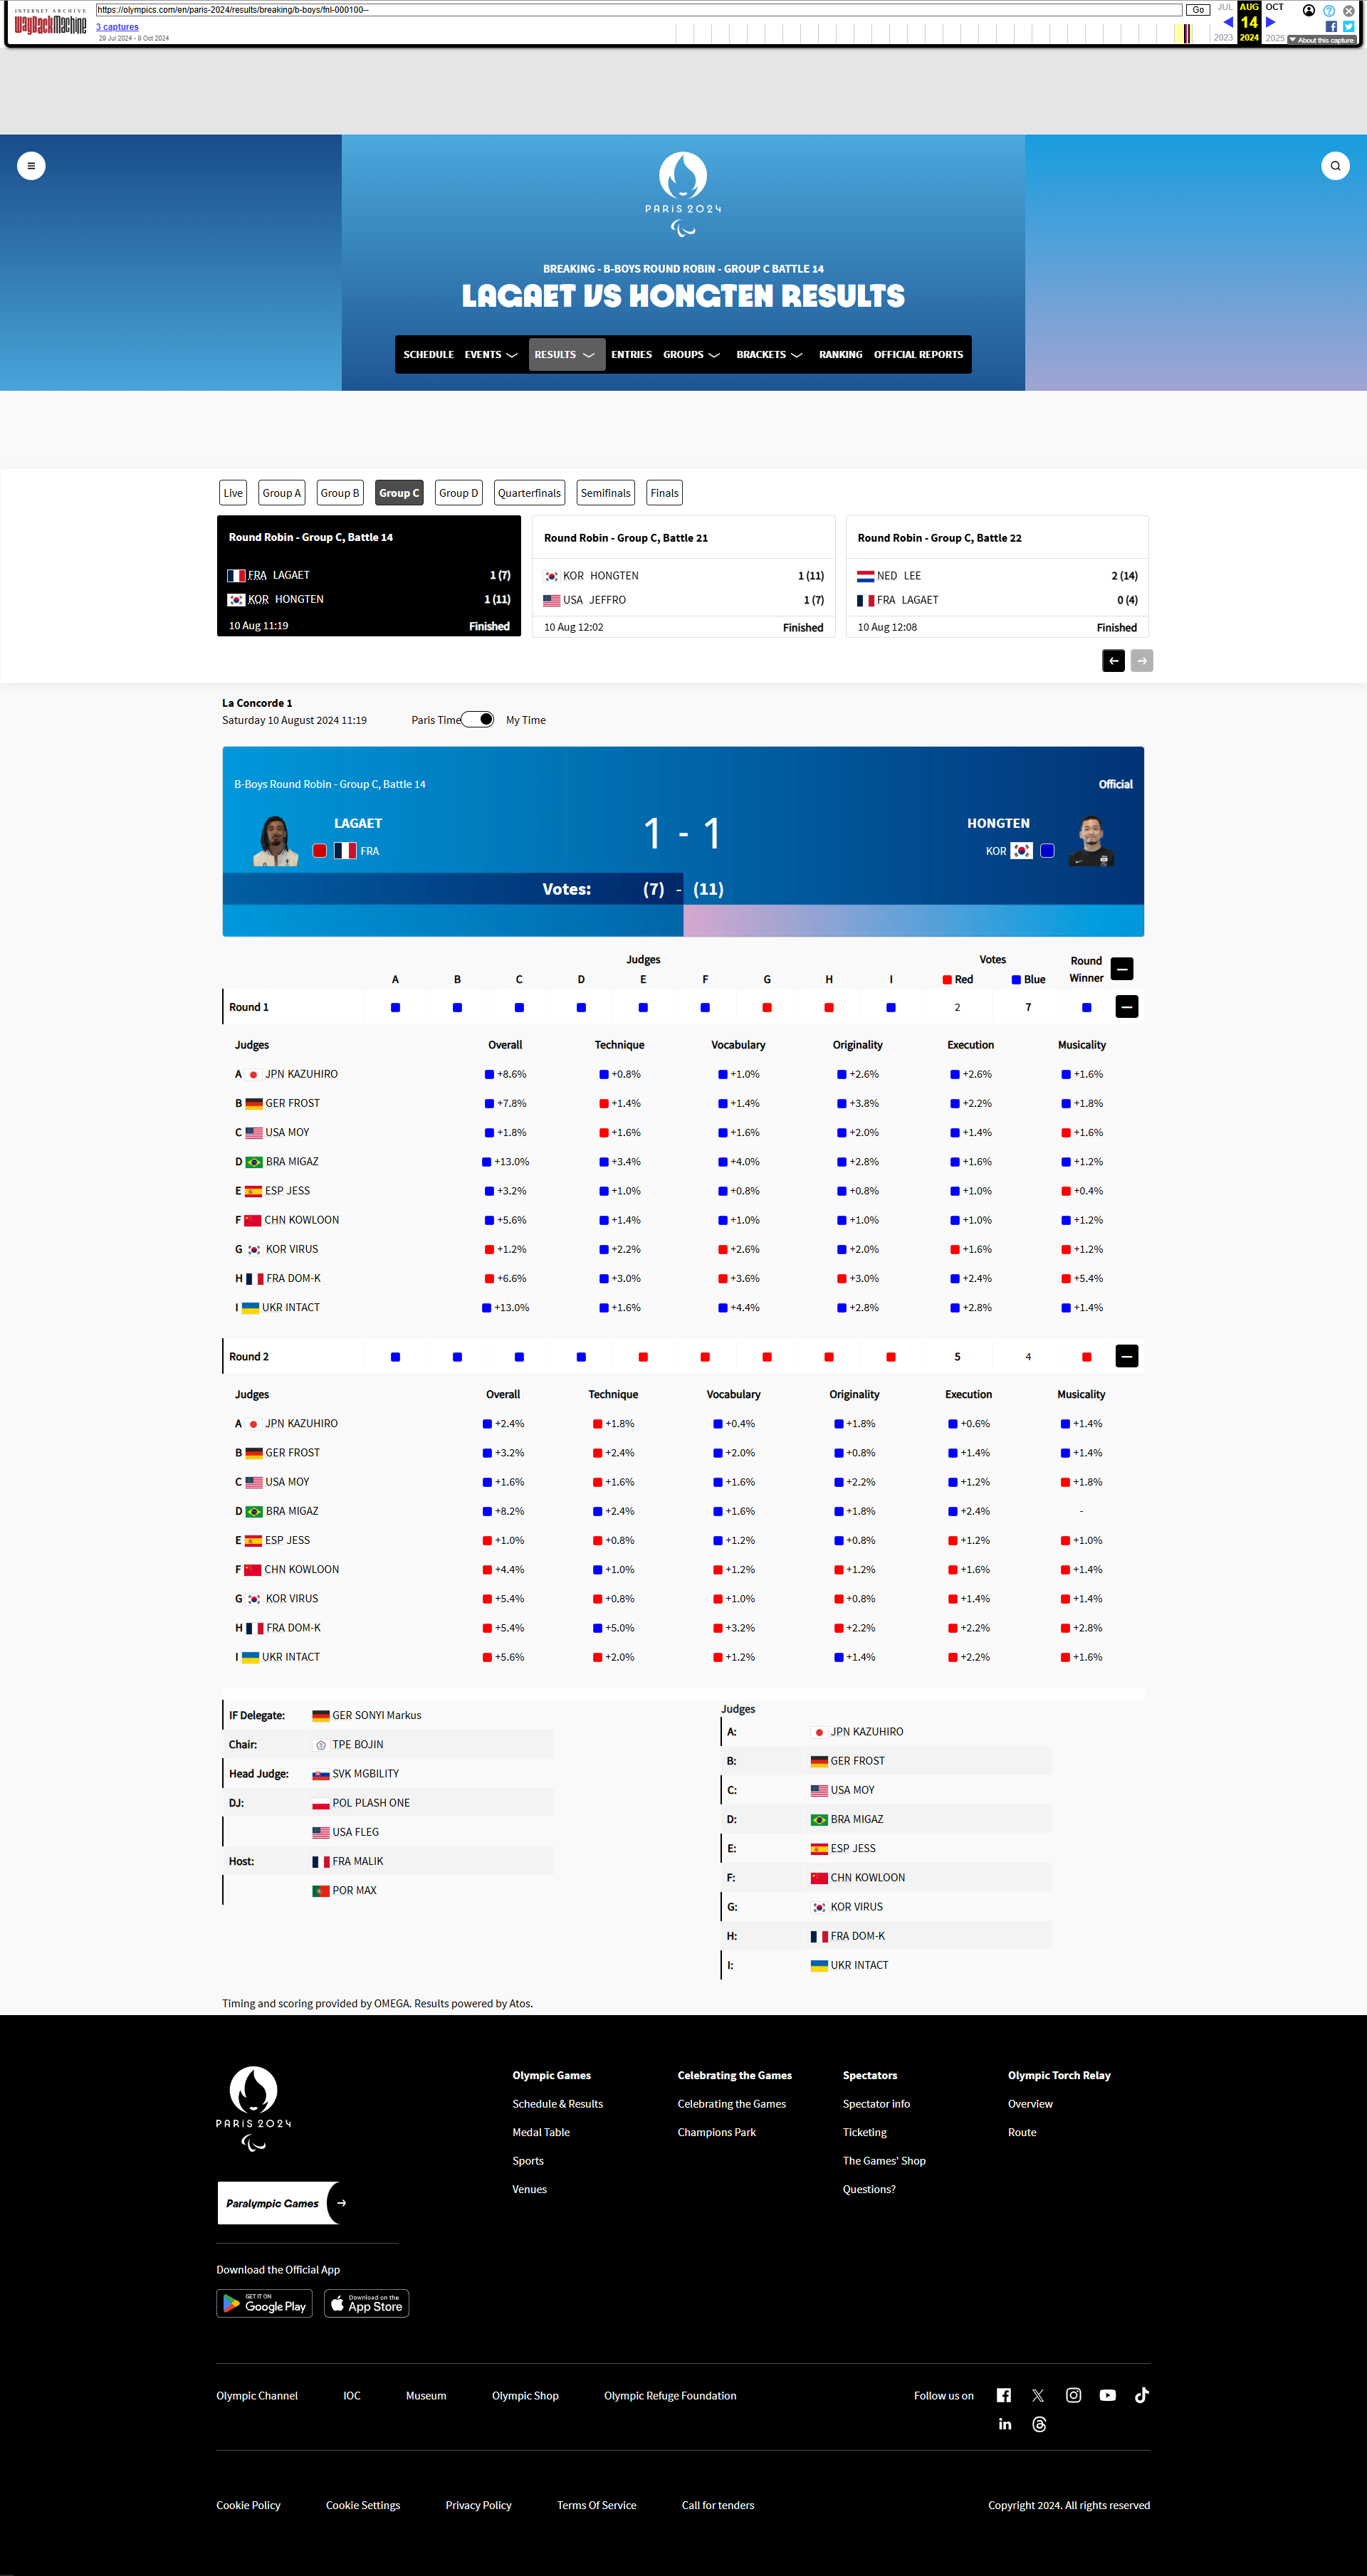 INTERNET ARCHIVE
WayBackMachine
https://olympics.com/en/paris-2024/results/breaking/b-boys/fnl-000100--
Go
JUL AUG OCT
3 captures
14
29 Jul 2024 - 9 Oct 2024
2023 2024 2025
About this capture
PARIS 2024
BREAKING - B-BOYS ROUND ROBIN - GROUP C BATTLE 14
LAGAET VS HONGTEN RESULTS
SCHEDULE EVENTS RESULTS ENTRIES GROUPS BRACKETS RANKING OFFICIAL REPORTS
Live Group A Group B Group C Group D Quarterfinals Semifinals Finals
Round Robin - Group C, Battle 14
FRA LAGAET 1 (7)
KOR HONGTEN 1 (11)
10 Aug 11:19 Finished
Round Robin - Group C, Battle 21
KOR HONGTEN 1 (11)
USA JEFFRO 1 (7)
10 Aug 12:02 Finished
Round Robin - Group C, Battle 22
NED LEE 2 (14)
FRA LAGAET 0 (4)
10 Aug 12:08 Finished
La Concorde 1
Saturday 10 August 2024 11:19 Paris Time My Time
B-Boys Round Robin - Group C, Battle 14 Official
LAGAET 1 - 1 HONGTEN
FRA KOR
Votes: (7) - (11)
Judges Votes Round Winner
A B C D E F G H I Red Blue
Round 1 2 7
Judges Overall Technique Vocabulary Originality Execution Musicality
A JPN KAZUHIRO +8.6% +0.8% +1.0% +2.6% +2.6% +1.6%
B GER FROST +7.8% +1.4% +1.4% +3.8% +2.2% +1.8%
C USA MOY +1.8% +1.6% +1.6% +2.0% +1.4% +1.6%
D BRA MIGAZ +13.0% +3.4% +4.0% +2.8% +1.6% +1.2%
E ESP JESS +3.2% +1.0% +0.8% +0.8% +1.0% +0.4%
F CHN KOWLOON +5.6% +1.4% +1.0% +1.0% +1.0% +1.2%
G KOR VIRUS +1.2% +2.2% +2.6% +2.0% +1.6% +1.2%
H FRA DOM-K +6.6% +3.0% +3.6% +3.0% +2.4% +5.4%
I UKR INTACT +13.0% +1.6% +4.4% +2.8% +2.8% +1.4%
Round 2 5 4
Judges Overall Technique Vocabulary Originality Execution Musicality
A JPN KAZUHIRO +2.4% +1.8% +0.4% +1.8% +0.6% +1.4%
B GER FROST +3.2% +2.4% +2.0% +0.8% +1.4% +1.4%
C USA MOY +1.6% +1.6% +1.6% +2.2% +1.2% +1.8%
D BRA MIGAZ +8.2% +2.4% +1.6% +1.8% +2.4% -
E ESP JESS +1.0% +0.8% +1.2% +0.8% +1.2% +1.0%
F CHN KOWLOON +4.4% +1.0% +1.2% +1.2% +1.6% +1.4%
G KOR VIRUS +5.4% +0.8% +1.0% +0.8% +1.4% +1.4%
H FRA DOM-K +5.4% +5.0% +3.2% +2.2% +2.2% +2.8%
I UKR INTACT +5.6% +2.0% +1.2% +1.4% +2.2% +1.6%
IF Delegate: GER SONYI Markus
Chair: TPE BOJIN
Head Judge: SVK MGBILITY
DJ: POL PLASH ONE
USA FLEG
Host: FRA MALIK
POR MAX
Judges
A: JPN KAZUHIRO
B: GER FROST
C: USA MOY
D: BRA MIGAZ
E: ESP JESS
F: CHN KOWLOON
G: KOR VIRUS
H: FRA DOM-K
I: UKR INTACT
Timing and scoring provided by OMEGA. Results powered by Atos.
PARIS 2024
Paralympic Games
Download the Official App
GET IT ON Google Play
Download on the App Store
Olympic Games
Schedule & Results
Medal Table
Sports
Venues
Celebrating the Games
Celebrating the Games
Champions Park
Spectators
Spectator info
Ticketing
The Games' Shop
Questions?
Olympic Torch Relay
Overview
Route
Olympic Channel IOC Museum Olympic Shop Olympic Refuge Foundation Follow us on
Cookie Policy Cookie Settings Privacy Policy Terms Of Service Call for tenders Copyright 2024. All rights reserved